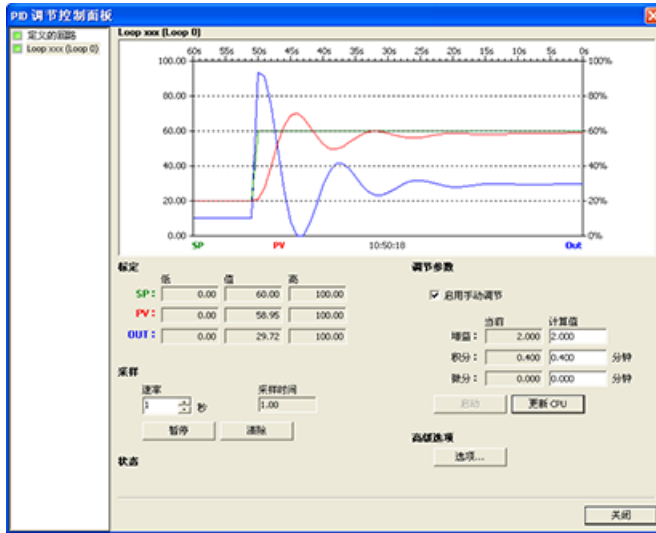 PID 调节控制面板
定义的回路
Loop xxx (Loop 0)
Loop xxx (Loop 0)
60s 55s 50s 45s 40s 35s 30s 25s 20s 15s 10s 5s 0s
100.00 100%
80.00 80%
60.00 60%
40.00 40%
20.00 20%
0.00 0%
SP PV 10:50:10 Out
标定
低 值 高
SP: 0.00 60.00 100.00
PV: 0.00 58.95 100.00
OUT: 0.00 29.72 100.00
采样
速率 采样时间
1 秒 1.00
暂停 清除
状态
调节参数
启用手动调节
当前 计算值
增益: 2.000 2.000
积分: 0.400 0.400 分钟
微分: 0.000 0.000 分钟
启动 更新 CPU
高级选项
选项...
关闭